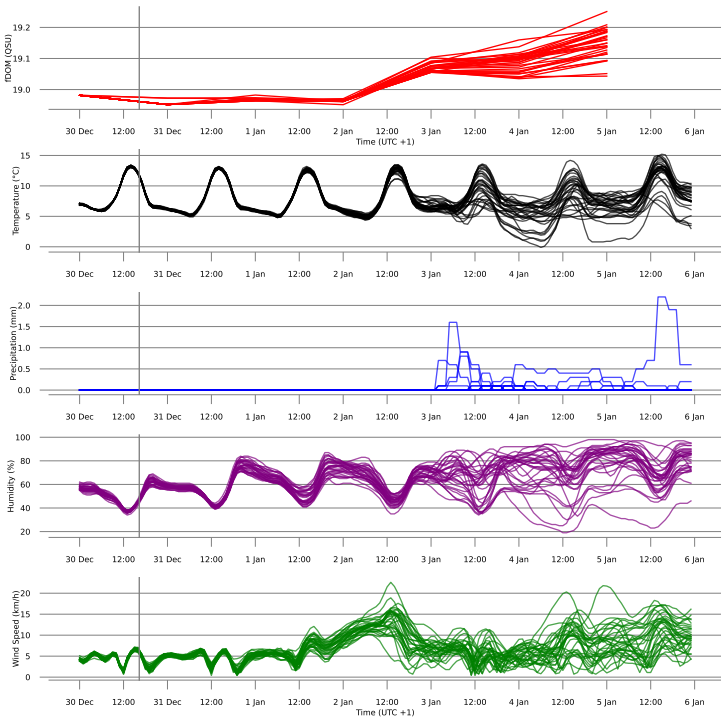 fDOM (QSU)
19.2
19.1
19.0
30 Dec 12:00 31 Dec 12:00 1 Jan 12:00 2 Jan 12:00 3 Jan 12:00 4 Jan 12:00 5 Jan 12:00 6 Jan
Time (UTC +1)
Temperature (°C)
15
10
5
0
30 Dec 12:00 31 Dec 12:00 1 Jan 12:00 2 Jan 12:00 3 Jan 12:00 4 Jan 12:00 5 Jan 12:00 6 Jan
Precipitation (mm)
2.0
1.5
1.0
0.5
0.0
30 Dec 12:00 31 Dec 12:00 1 Jan 12:00 2 Jan 12:00 3 Jan 12:00 4 Jan 12:00 5 Jan 12:00 6 Jan
Humidity (%)
100
80
60
40
20
30 Dec 12:00 31 Dec 12:00 1 Jan 12:00 2 Jan 12:00 3 Jan 12:00 4 Jan 12:00 5 Jan 12:00 6 Jan
Wind Speed (km/h)
20
15
10
5
0
30 Dec 12:00 31 Dec 12:00 1 Jan 12:00 2 Jan 12:00 3 Jan 12:00 4 Jan 12:00 5 Jan 12:00 6 Jan
Time (UTC +1)